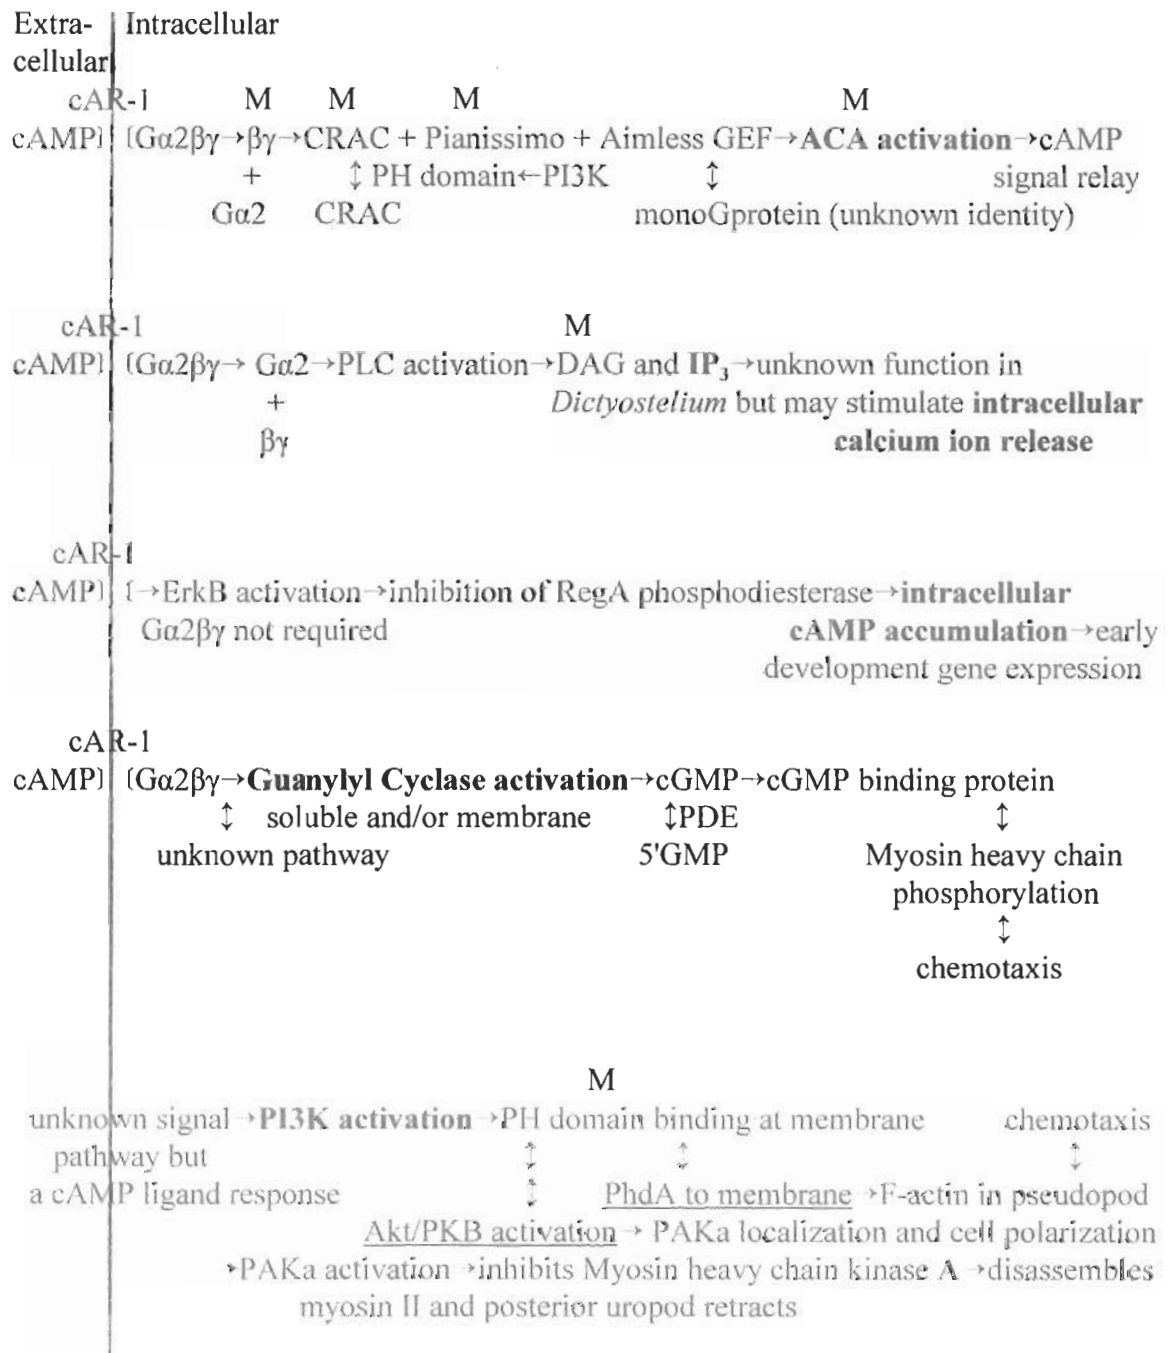 Extra- Intracellular
cellular
cAR-1 M M M M
cAMP] [Gα2βγ→βγ→CRAC + Pianissimo + Aimless GEF→ACA activation→cAMP
+ ↕ PH domain←PI3K ↕ signal relay
Gα2 CRAC monoGprotein (unknown identity)
cAR-1 M
cAMP] [Gα2βγ→ Gα2→PLC activation→DAG and IP₃→unknown function in
+ Dictyostelium but may stimulate intracellular
βγ calcium ion release
cAR-1
cAMP] [→ErkB activation→inhibition of RegA phosphodiesterase→intracellular
Gα2βγ not required cAMP accumulation→early
development gene expression
cAR-1
cAMP] [Gα2βγ→Guanylyl Cyclase activation→cGMP→cGMP binding protein
↕ soluble and/or membrane ↕PDE ↕
unknown pathway 5'GMP Myosin heavy chain
phosphorylation
↕
chemotaxis
M
unknown signal→PI3K activation→PH domain binding at membrane chemotaxis
pathway but ↕ ↕ ↕
a cAMP ligand response ↕ PhdA to membrane→F-actin in pseudopod
Akt/PKB activation→ PAKa localization and cell polarization
→PAKa activation→inhibits Myosin heavy chain kinase A→disassembles
myosin II and posterior uropod retracts